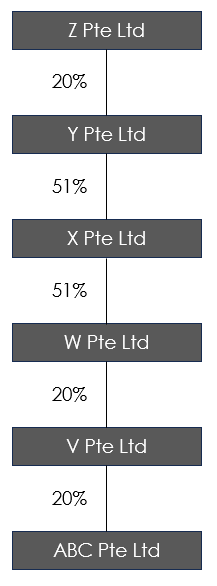 Z Pte Ltd
20%
Y Pte Ltd
51%
X Pte Ltd
51%
W Pte Ltd
20%
V Pte Ltd
20%
ABC Pte Ltd